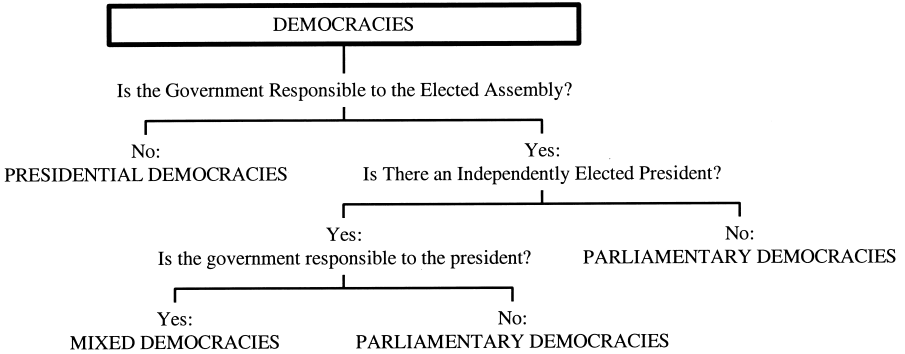 DEMOCRACIES
Is the Government Responsible to the Elected Assembly?
No:
PRESIDENTIAL DEMOCRACIES
Yes:
Is There an Independently Elected President?
Yes:
Is the government responsible to the president?
No:
PARLIAMENTARY DEMOCRACIES
Yes:
MIXED DEMOCRACIES
No:
PARLIAMENTARY DEMOCRACIES